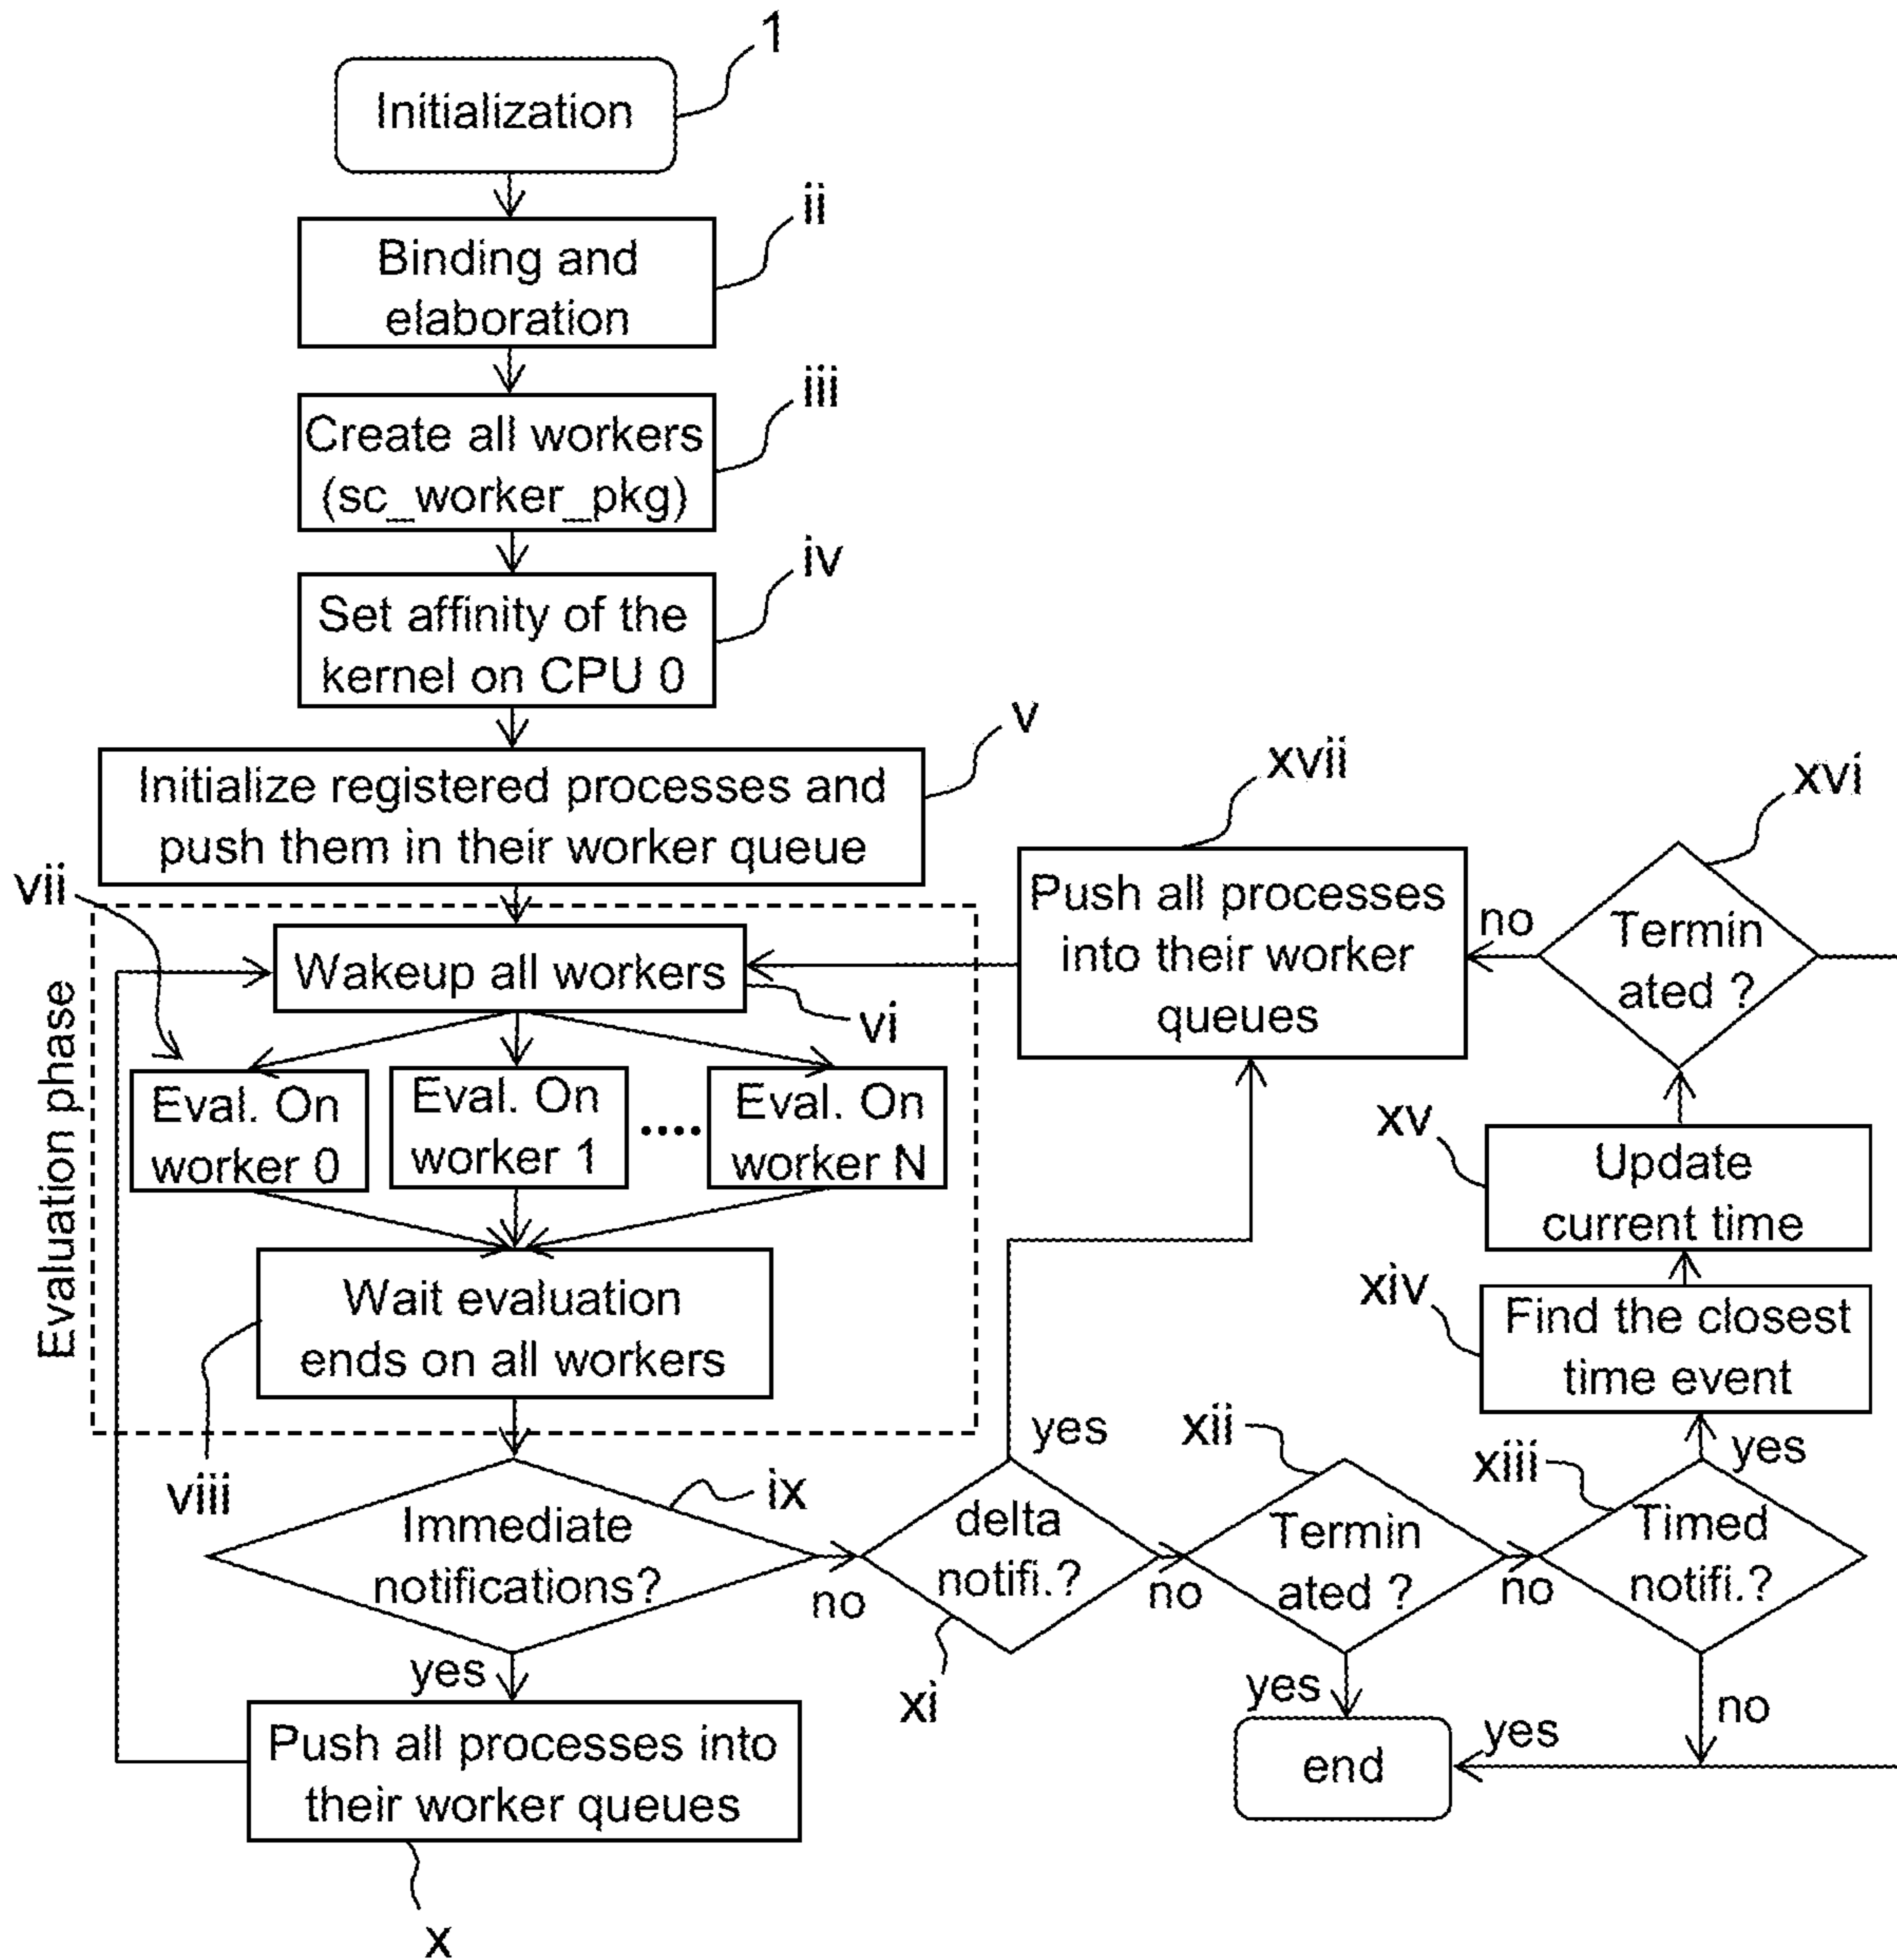 1
Initialization
ii
Binding and
elaboration
iii
Create all workers
(sc_worker_pkg)
iv
Set affinity of the
kernel on CPU 0
v
Initialize registered processes and
push them in their worker queue
vii
Evaluation phase
Wakeup all workers
vi
Eval. On
worker 0
Eval. On
worker 1
....
Eval. On
worker N
Wait evaluation
ends on all workers
viii
Immediate
notifications?
ix
yes
no
Push all processes into
their worker queues
x
delta
notifi.?
xi
yes
no
xii
Termin
ated ?
yes
no
end
xiii
Timed
notifi.?
yes
no
xiv
Find the closest
time event
xv
Update
current time
xvi
Termin
ated ?
no
yes
xvii
Push all processes
into their worker
queues